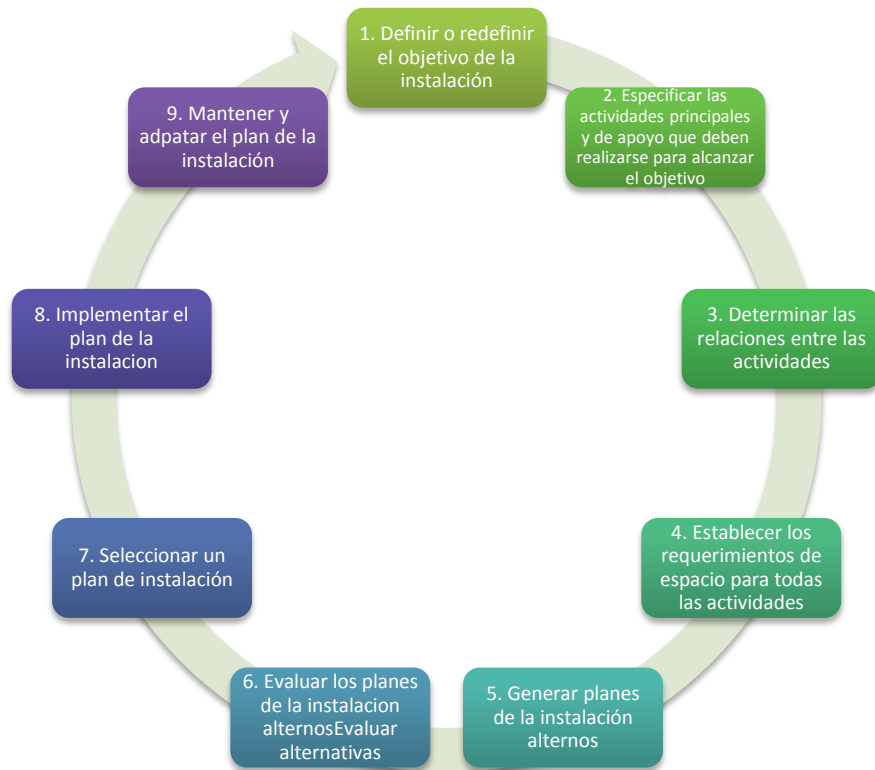 1. Definir o redefinir
el objetivo de la
instalación
2. Especificar las
actividades principales
y de apoyo que deben
realizarse para alcanzar
el objetivo
3. Determinar las
relaciones entre las
actividades
4. Establecer los
requerimientos de
espacio para todas
las actividades
5. Generar planes
de la instalación
alternos
6. Evaluar los planes
de la instalacion
alternosEvaluar
alternativas
7. Seleccionar un
plan de instalación
8. Implementar el
plan de la
instalacion
9. Mantener y
adpatar el plan de la
instalación